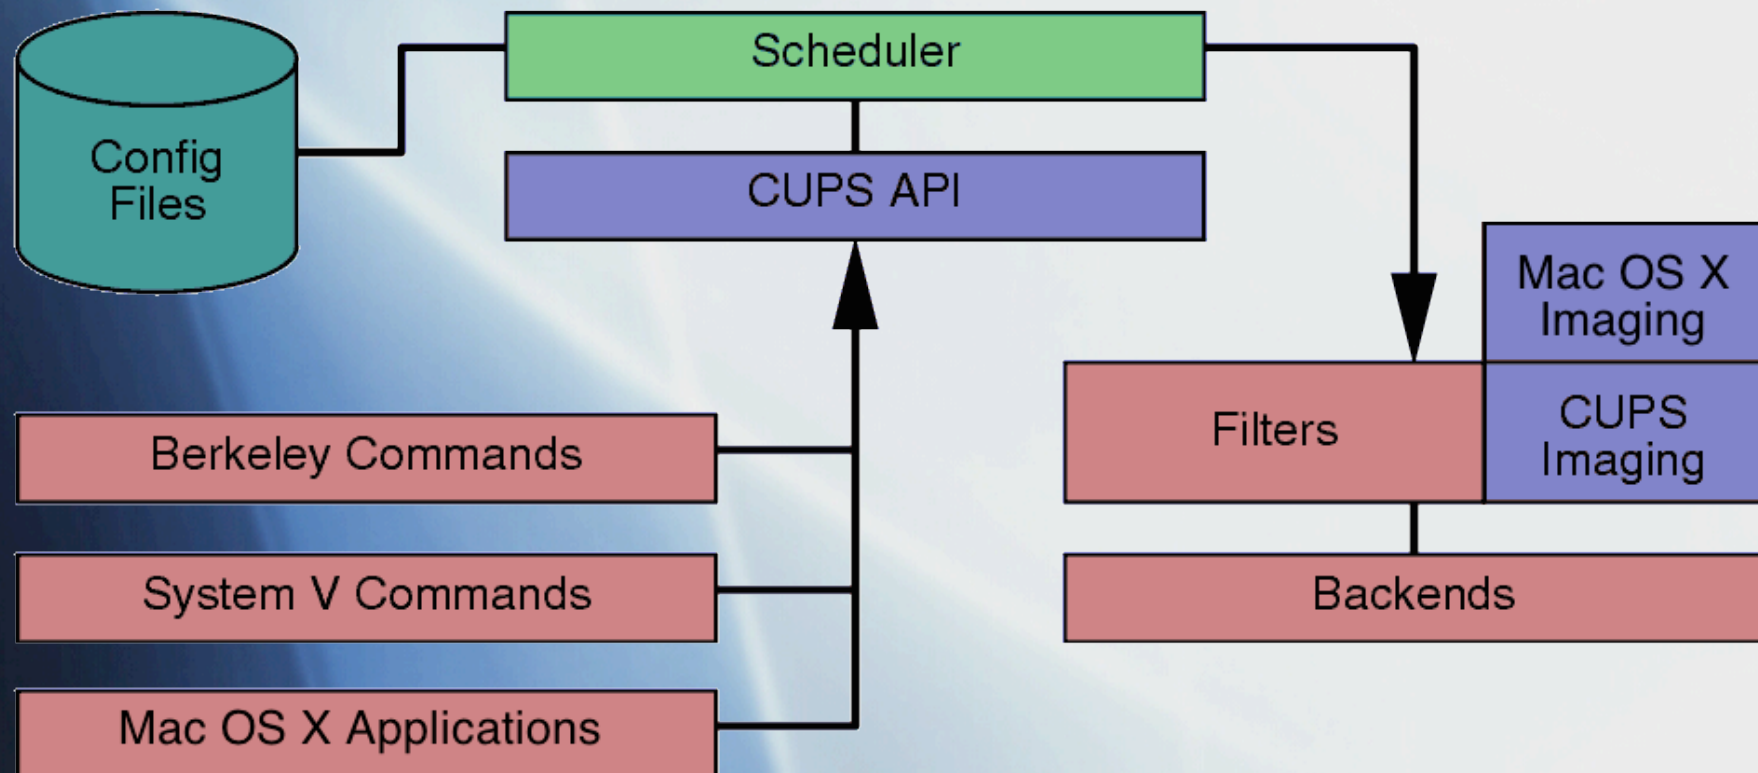 Scheduler
Config
Files
CUPS API
Mac OS X
Imaging
Filters
CUPS
Imaging
Berkeley Commands
System V Commands
Backends
Mac OS X Applications